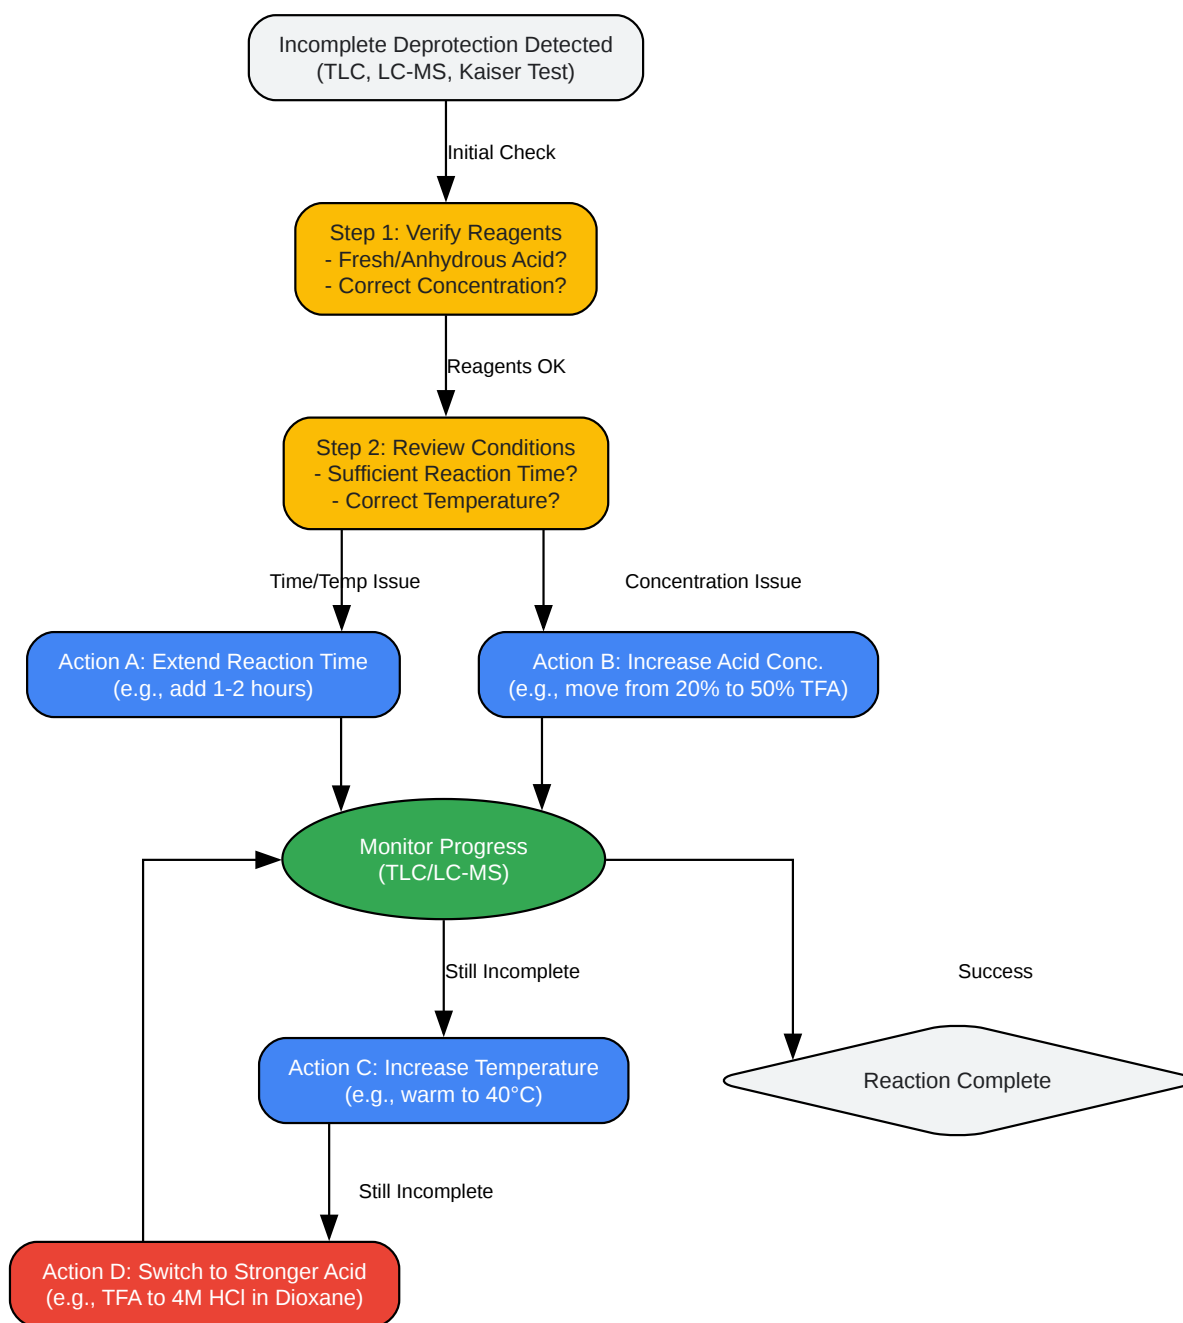 Incomplete Deprotection Detected
(TLC, LC-MS, Kaiser Test)
Initial Check
Step 1: Verify Reagents
- Fresh/Anhydrous Acid?
- Correct Concentration?
Reagents OK
Step 2: Review Conditions
- Sufficient Reaction Time?
- Correct Temperature?
Time/Temp Issue
Concentration Issue
Action A: Extend Reaction Time
(e.g., add 1-2 hours)
Action B: Increase Acid Conc.
(e.g., move from 20% to 50% TFA)
Monitor Progress
(TLC/LC-MS)
Still Incomplete
Success
Action C: Increase Temperature
(e.g., warm to 40°C)
Reaction Complete
Still Incomplete
Action D: Switch to Stronger Acid
(e.g., TFA to 4M HCl in Dioxane)